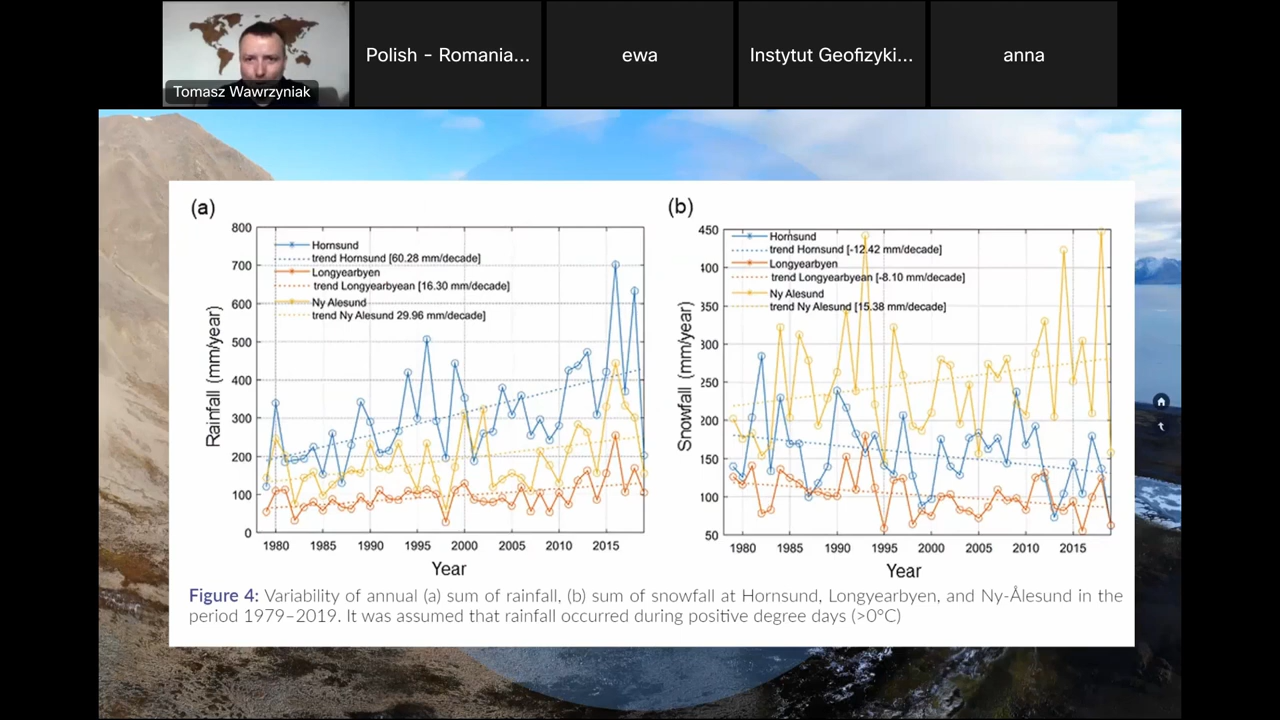 Polish - Romania...
ewa
Instytut Geofizyki...
anna
Tomasz Wawrzyniak
(a)
800
700
600
500
400
300
200
100
0
Rainfall (mm/year)
Hornsund
trend Hornsund [60.28 mm/decade]
Longyearbyen
trend Longyearbyean [16.30 mm/decade]
Ny Alesund
trend Ny Alesund 29.96 mm/decade]
1980 1985 1990 1995 2000 2005 2010 2015
Year
(b)
450
400
350
300
250
200
150
100
50
Snowfall (mm/year)
Hornsund
trend Hornsund [-12.42 mm/decade]
Longyearbyen
trend Longyearbyean [-8.10 mm/decade]
Ny Alesund
trend Ny Alesund [15.38 mm/decade]
1980 1985 1990 1995 2000 2005 2010 2015
Year
Figure 4: Variability of annual (a) sum of rainfall, (b) sum of snowfall at Hornsund, Longyearbyen, and Ny-Ålesund in the
period 1979–2019. It was assumed that rainfall occurred during positive degree days (>0°C)